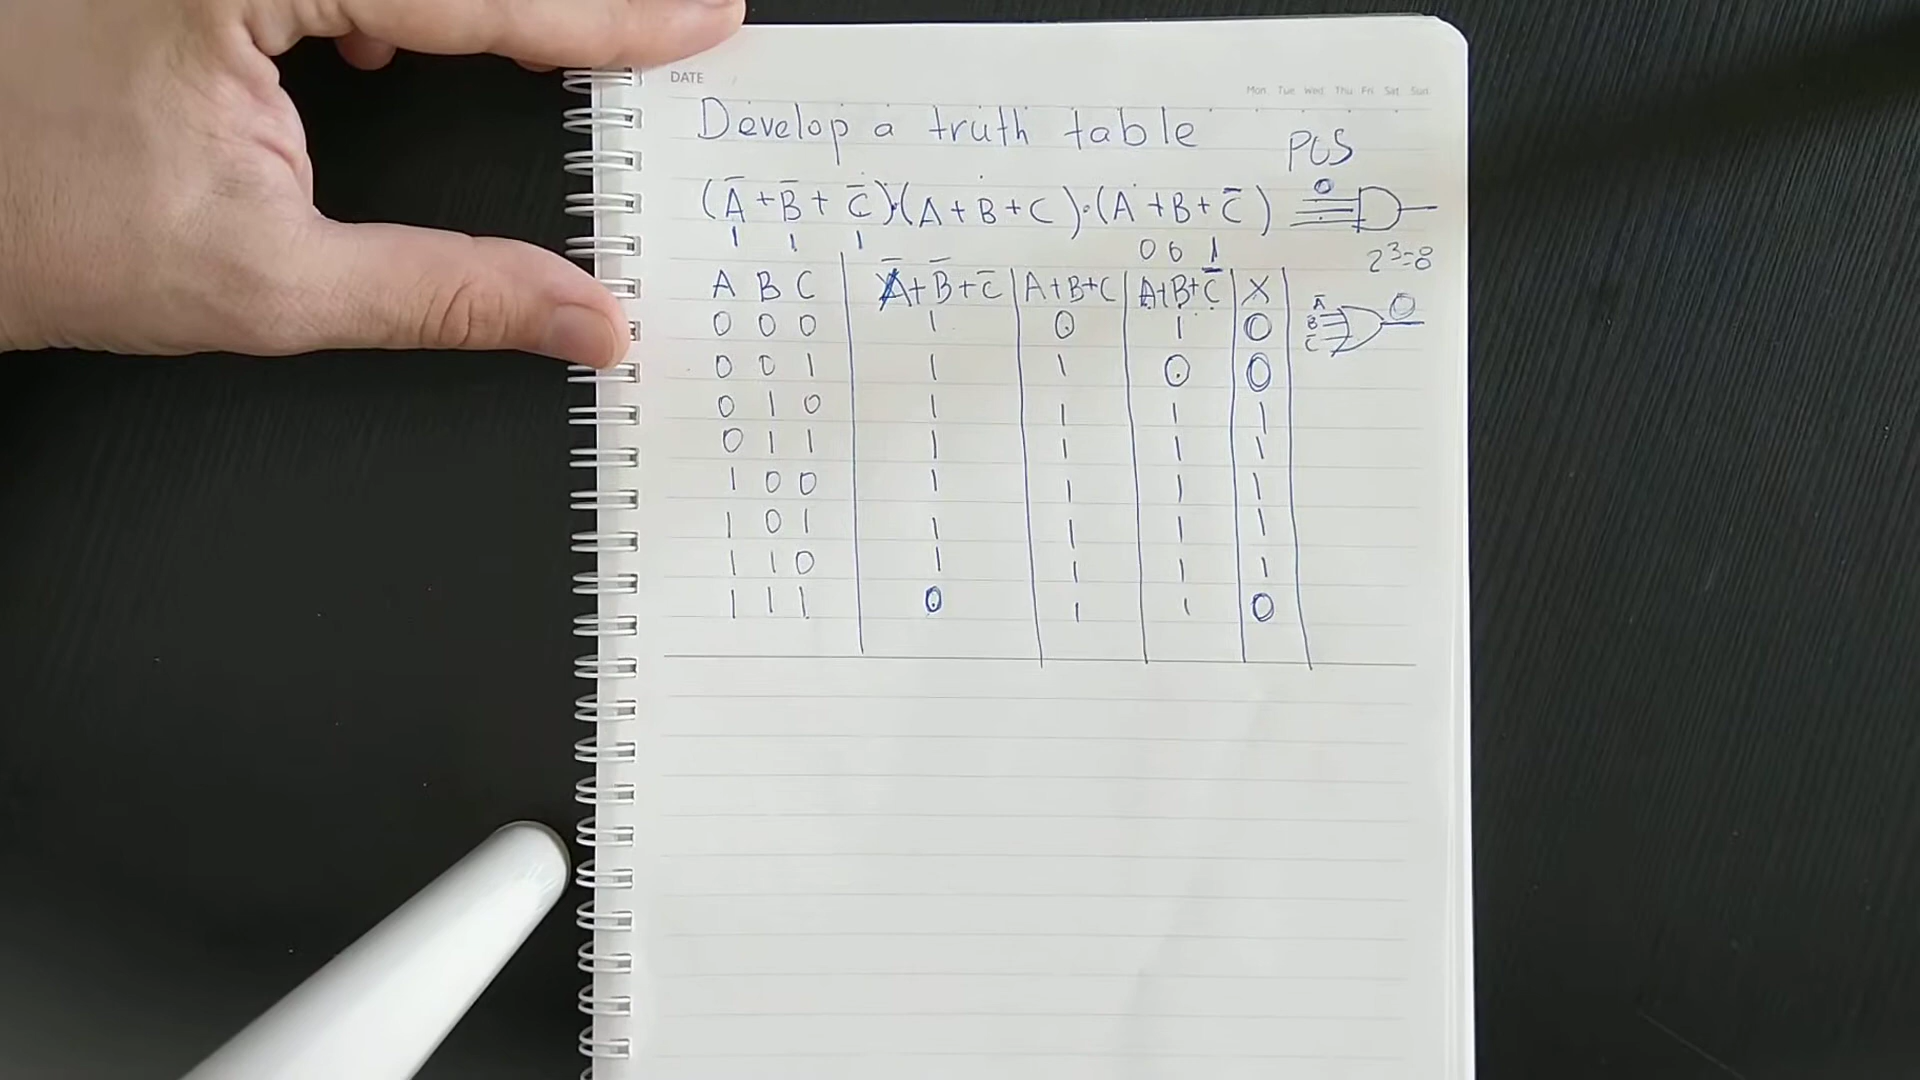 DATE
Mon Tue Wed Thu Fri Sat Sun
Develop a truth table
POS
(A̅+B̅+C̅)·(A+B+C)·(A+B+C̅)
0
1 1 1
0 0 1
2³=8
A B C A̅+B̅+C̅ A+B+C A+B+C̅ X
A̅
B̅
C̅
0
0 0 0 1 0 1 0
0 0 1 1 1 0 0
0 1 0 1 1 1 1
0 1 1 1 1 1 1
1 0 0 1 1 1 1
1 0 1 1 1 1 1
1 1 0 1 1 1 1
1 1 1 0 1 1 0